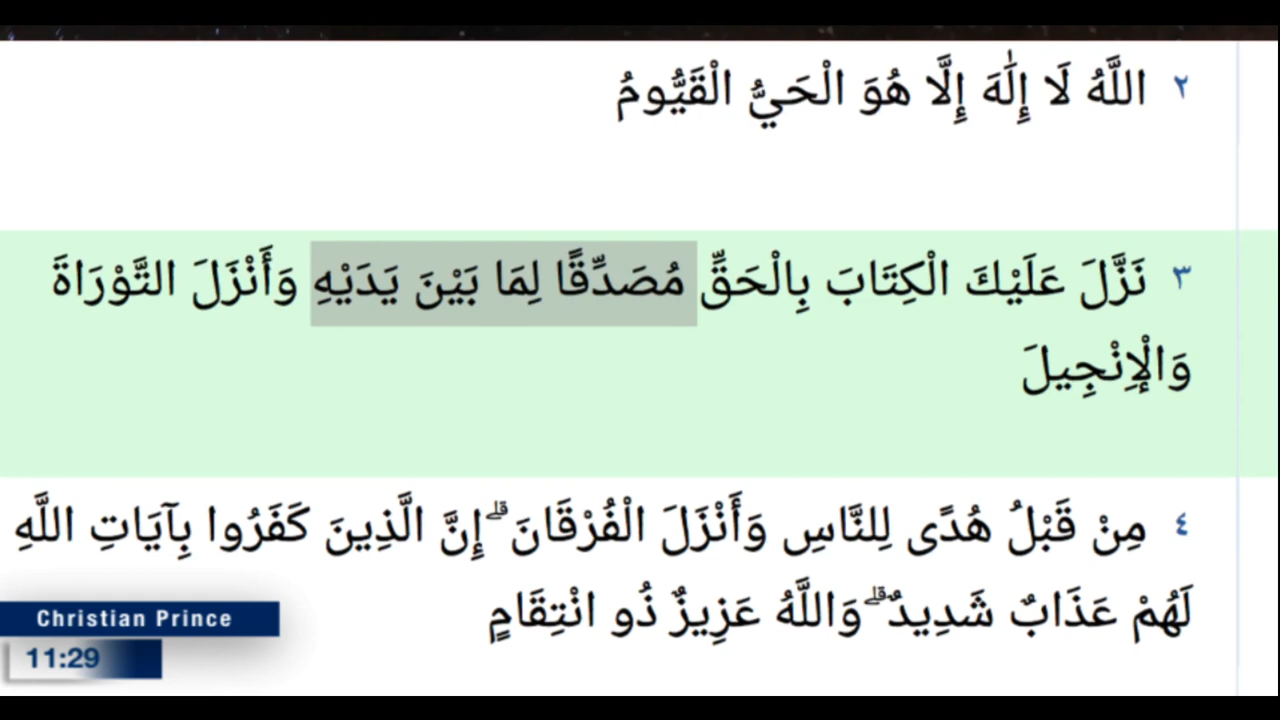 ٢ اللَّهُ لَا إِلَٰهَ إِلَّا هُوَ الْحَيُّ الْقَيُّومُ
٣ نَزَّلَ عَلَيْكَ الْكِتَابَ بِالْحَقِّ مُصَدِّقًا لِمَا بَيْنَ يَدَيْهِ وَأَنْزَلَ التَّوْرَاةَ
وَالْإِنْجِيلَ
٤ مِنْ قَبْلُ هُدًى لِلنَّاسِ وَأَنْزَلَ الْفُرْقَانَ ۗ إِنَّ الَّذِينَ كَفَرُوا بِآيَاتِ اللَّهِ
لَهُمْ عَذَابٌ شَدِيدٌ ۗ وَاللَّهُ عَزِيزٌ ذُو انْتِقَامٍ
Christian Prince
11:29